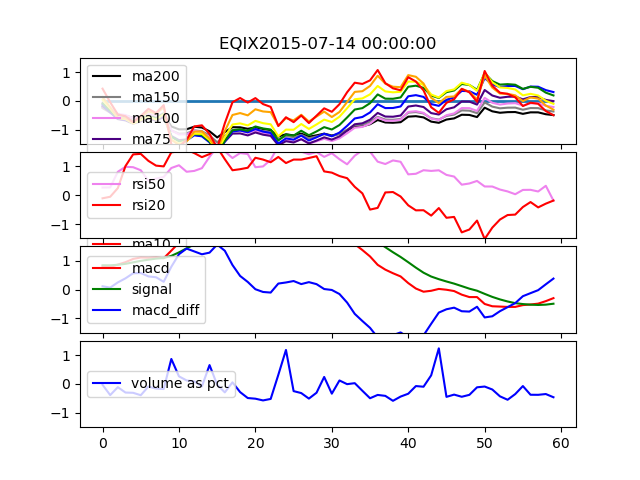 EQIX2015-07-14 00:00:00
1
0
−1
ma200
ma150
ma100
ma75
1
0
−1
rsi50
rsi20
ma10
1
0
−1
macd
signal
macd_diff
1
0
−1
volume as pct
0 10 20 30 40 50 60